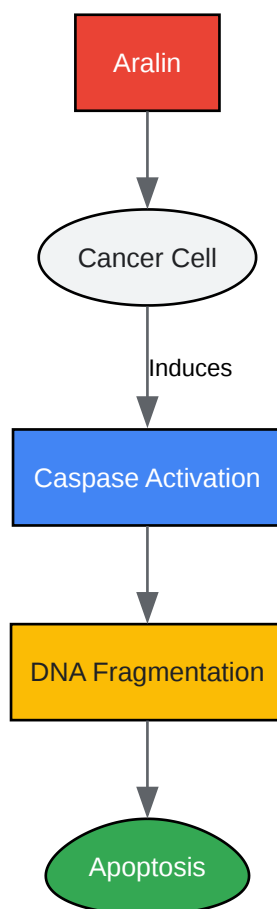 Aralin
Cancer Cell
Induces
Caspase Activation
DNA Fragmentation
Apoptosis